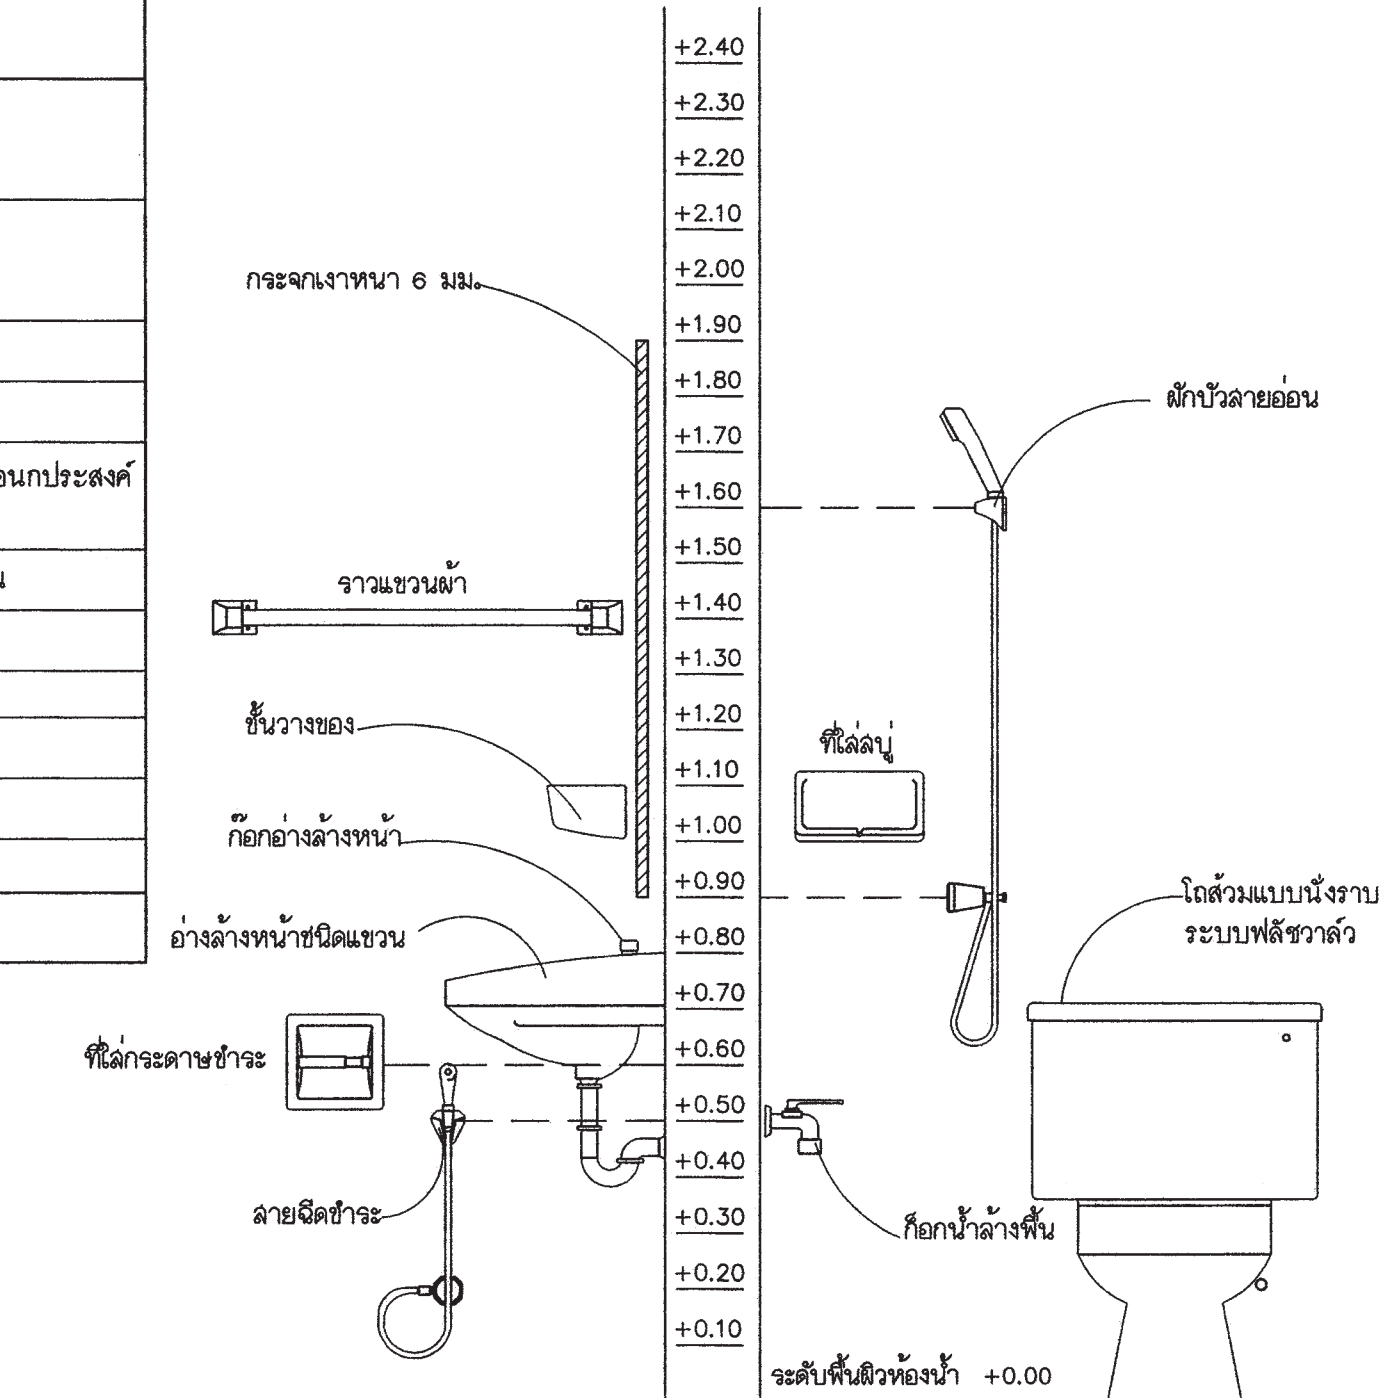 +2.40
+2.30
+2.20
+2.10
+2.00
กระจกเงาหนา 6 มม.
+1.90
+1.80
ฝักบัวสายอ่อน
+1.70
อนกประสงค์
+1.60
+1.50
น
ราวแขวนผ้า
+1.40
+1.30
+1.20
ชั้นวางของ
ที่ใส่สบู่
+1.10
+1.00
ก๊อกอ่างล้างหน้า
+0.90
โถส้วมแบบนั่งราบ
ระบบฟลัชวาล์ว
+0.80
อ่างล้างหน้าชนิดแขวน
+0.70
+0.60
ที่ใส่กระดาษชำระ
+0.50
+0.40
สายฉีดชำระ
+0.30
ก็อกน้ำล้างพื้น
+0.20
+0.10
ระดับพื้นผิวห้องน้ำ +0.00